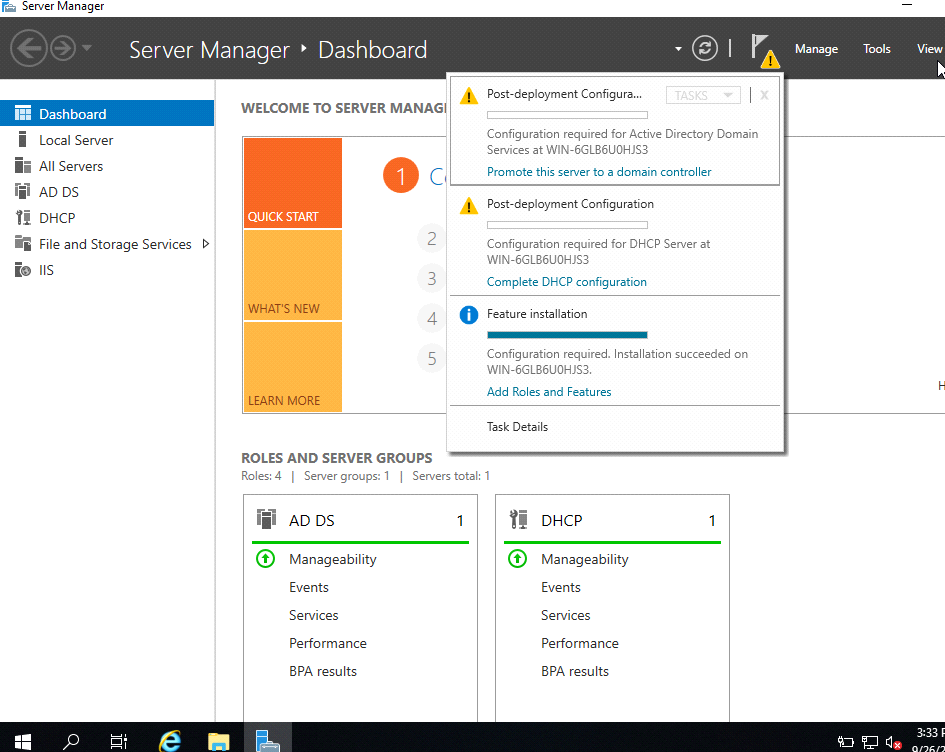 Server Manager
Server Manager ‣ Dashboard
Manage Tools View
Dashboard
Local Server
All Servers
AD DS
DHCP
File and Storage Services
IIS
WELCOME TO SERVER MANAG
QUICK START
WHAT'S NEW
LEARN MORE
1
2
3
4
5
Post-deployment Configura...
TASKS
X
Configuration required for Active Directory Domain
Services at WIN-6GLB6U0HJS3
Promote this server to a domain controller
Post-deployment Configuration
Configuration required for DHCP Server at
WIN-6GLB6U0HJS3
Complete DHCP configuration
Feature installation
Configuration required. Installation succeeded on
WIN-6GLB6U0HJS3.
Add Roles and Features
Task Details
ROLES AND SERVER GROUPS
Roles: 4 | Server groups: 1 | Servers total: 1
AD DS 1
Manageability
Events
Services
Performance
BPA results
DHCP 1
Manageability
Events
Services
Performance
BPA results
3:33